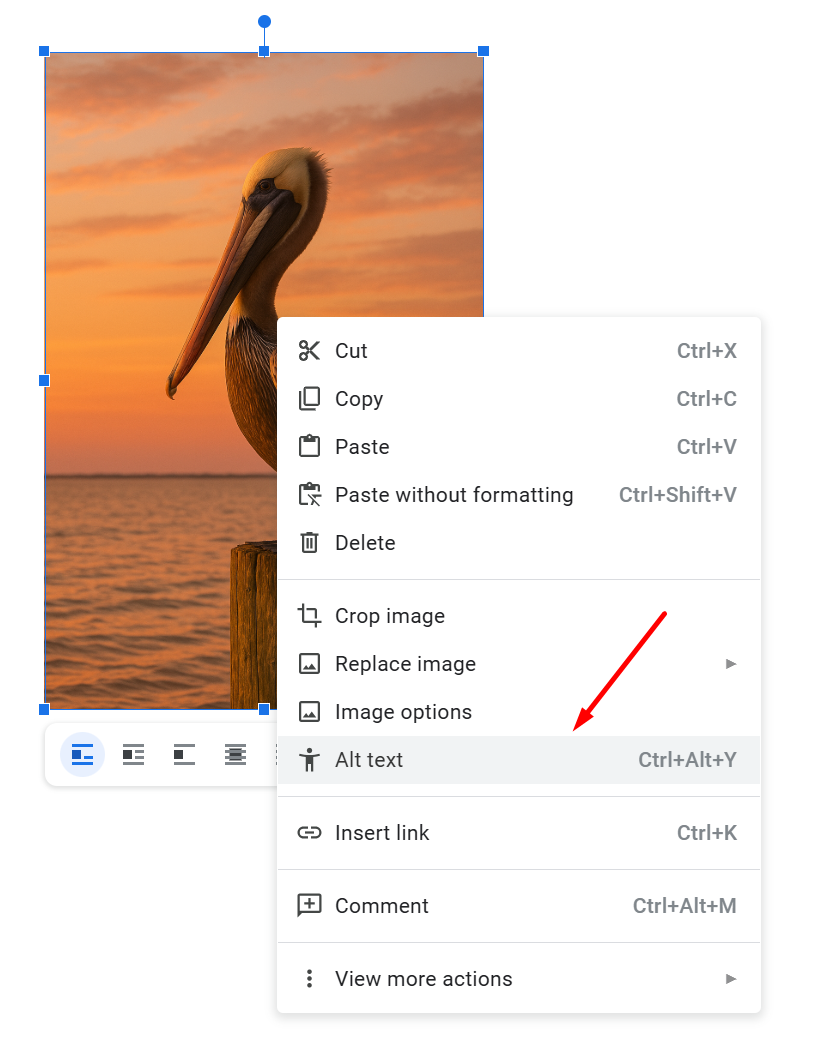 Cut Ctrl+X
Copy Ctrl+C
Paste Ctrl+V
Paste without formatting Ctrl+Shift+V
Delete
Crop image
Replace image
Image options
Alt text Ctrl+Alt+Y
Insert link Ctrl+K
Comment Ctrl+Alt+M
View more actions